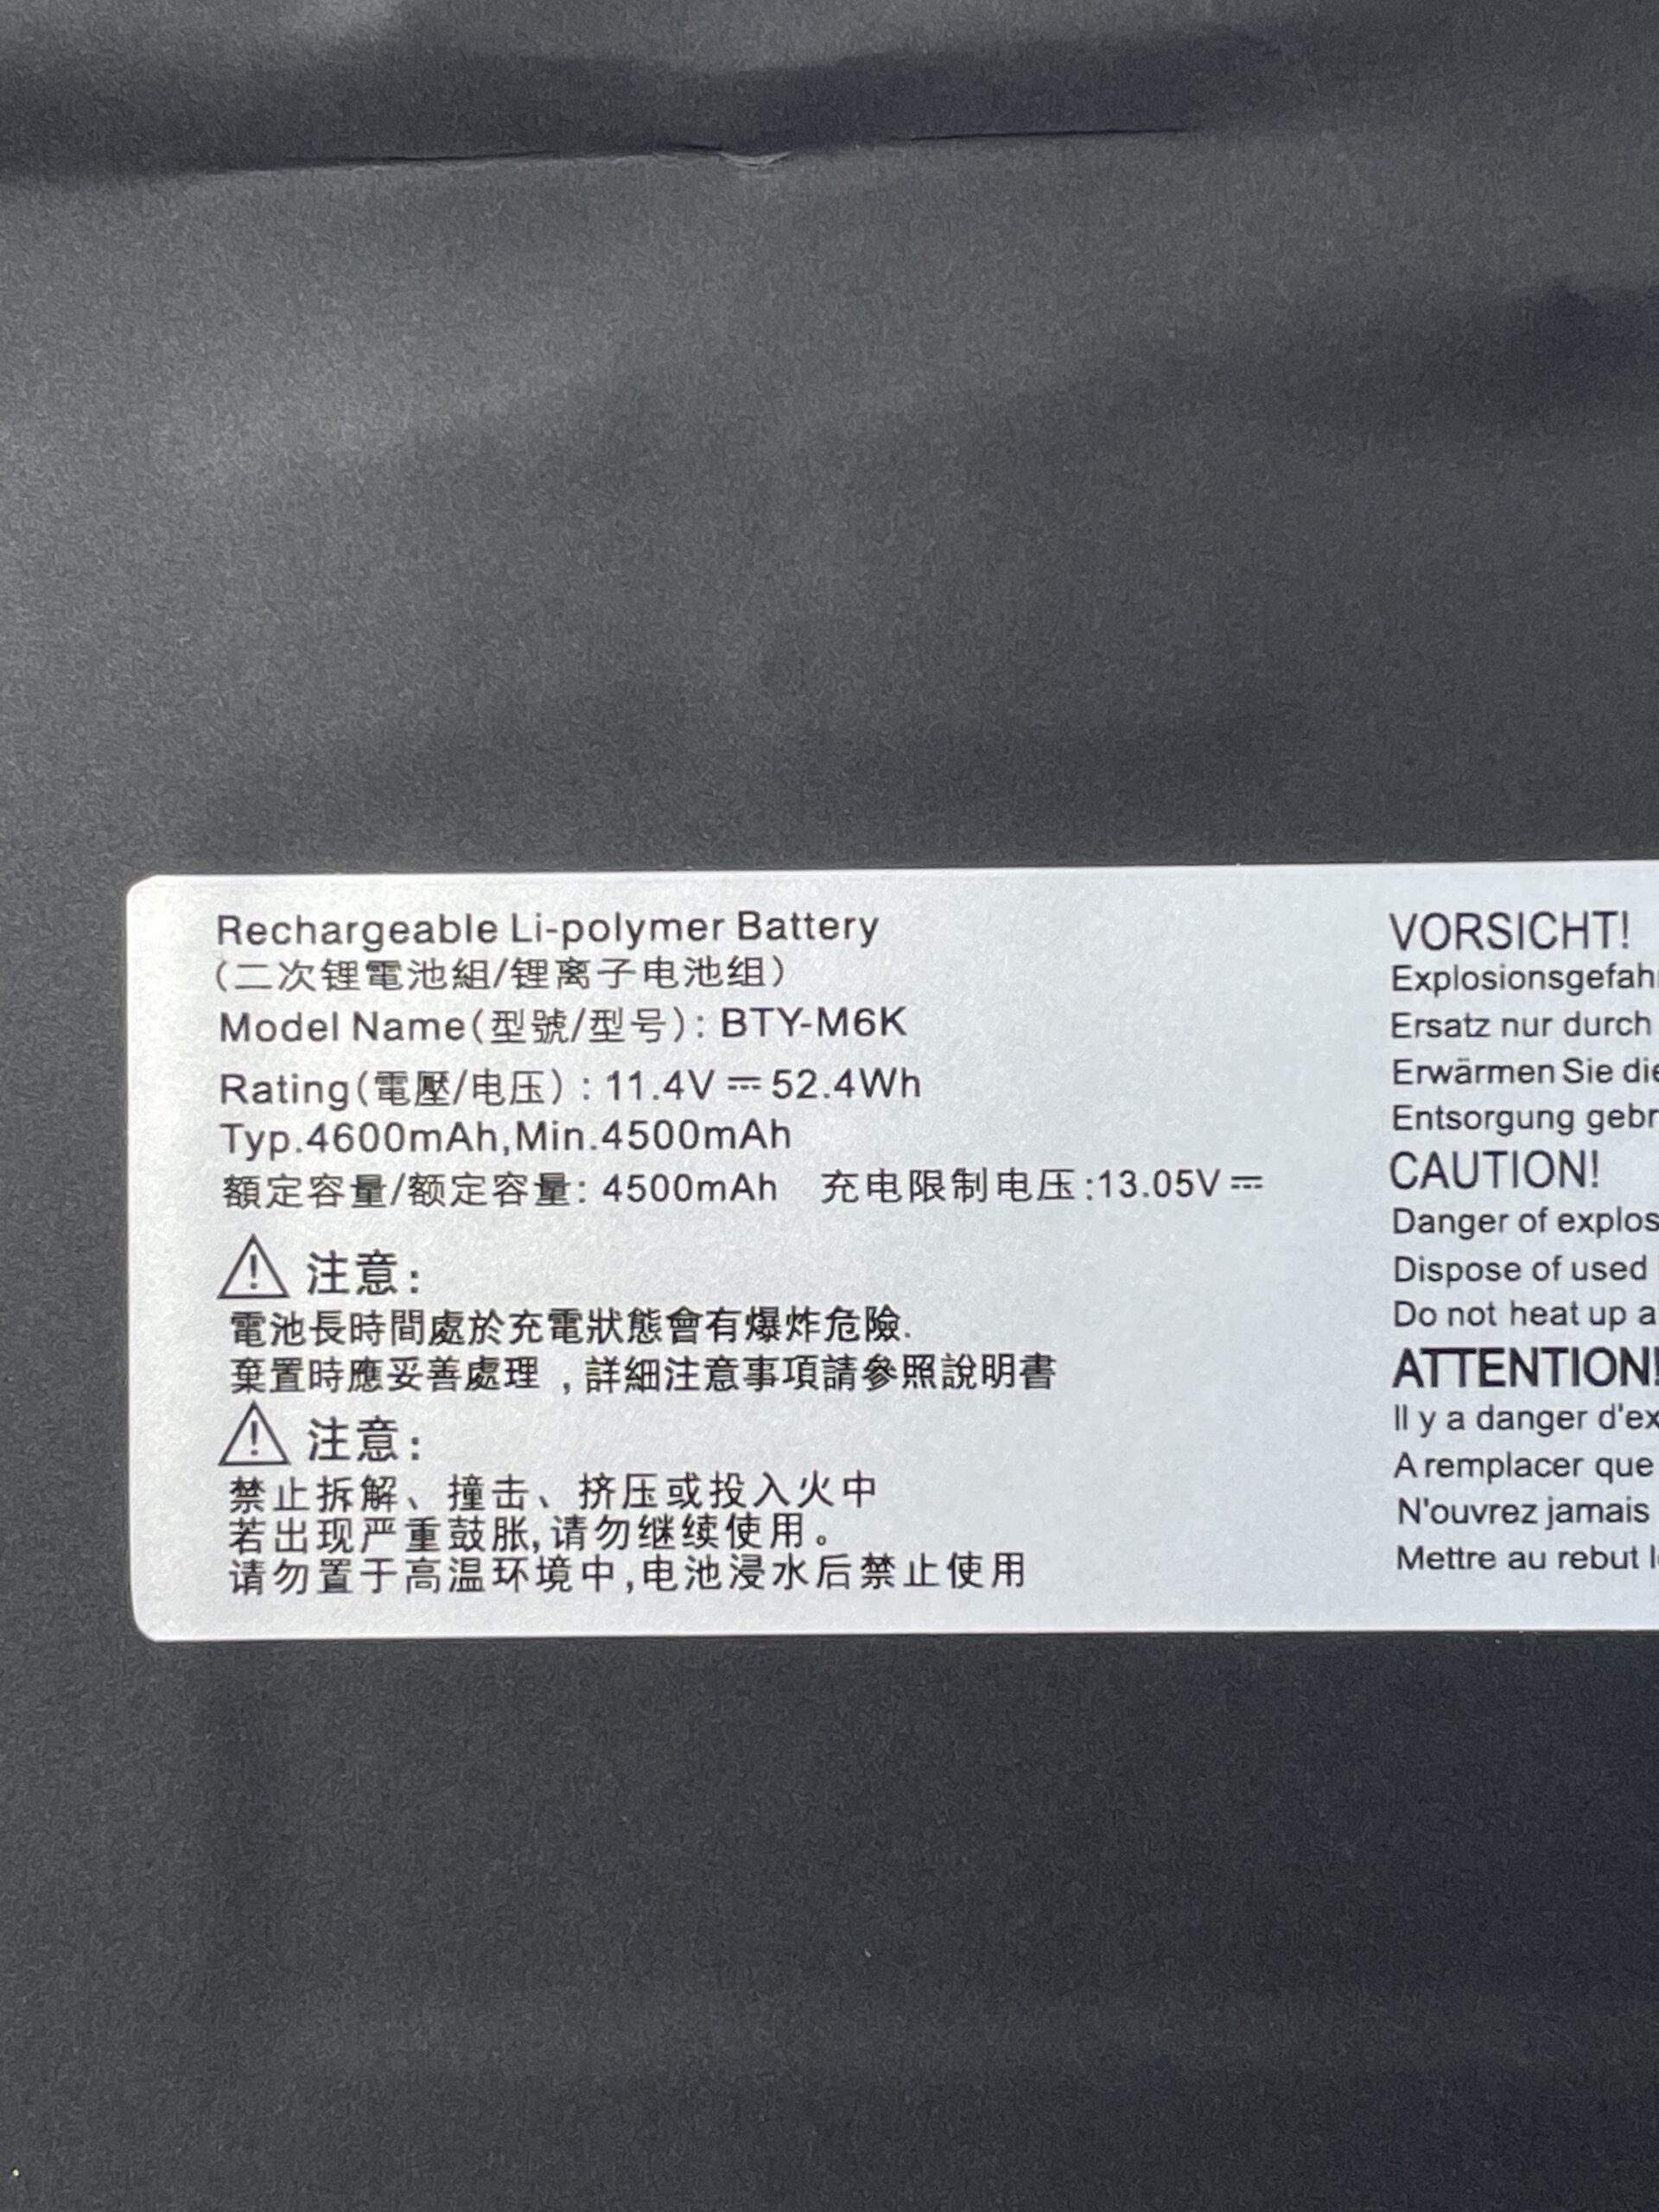 Rechargeable Li-polymer Battery
(二次锂電池組/锂离子电池组)
Model Name(型號/型号): BTY-M6K
Rating(電壓/电压): 11.4V⎓52.4Wh
Typ.4600mAh,Min.4500mAh
額定容量/额定容量: 4500mAh 充电限制电压:13.05V⎓
⚠ 注意:
電池長時間處於充電狀態會有爆炸危險.
棄置時應妥善處理,詳細注意事項請參照說明書
⚠ 注意:
禁止拆解、撞击、挤压或投入火中
若出现严重鼓胀,请勿继续使用。
请勿置于高温环境中,电池浸水后禁止使用
VORSICHT!
Explosionsgefahr
Ersatz nur durch
Erwärmen Sie die
Entsorgung gebr
CAUTION!
Danger of explos
Dispose of used
Do not heat up a
ATTENTION!
Il y a danger d'ex
A remplacer que
N'ouvrez jamais
Mettre au rebut l